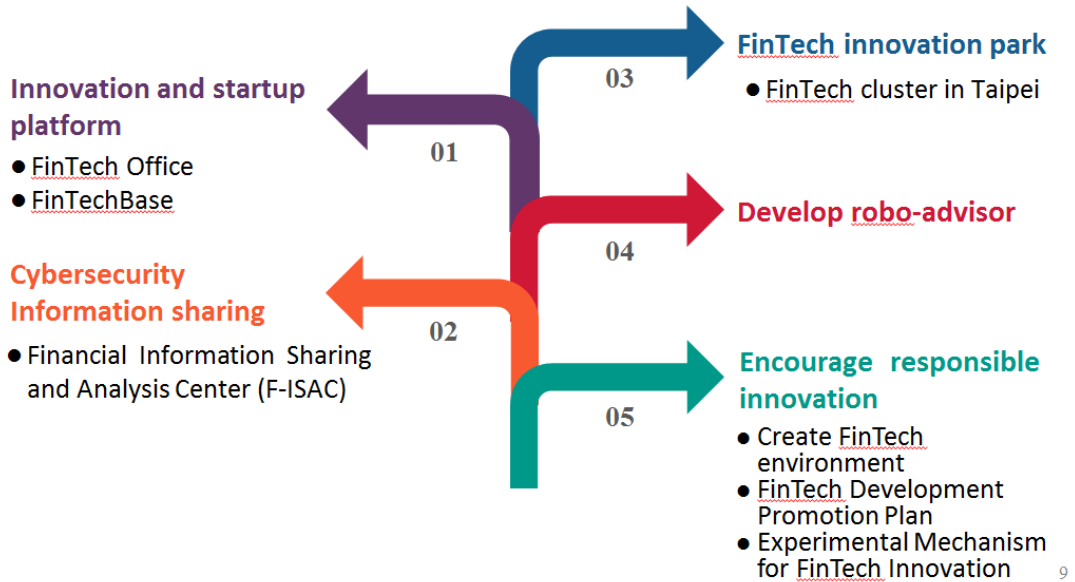 Innovation and startup
platform
● FinTech Office
● FinTechBase
01
Cybersecurity
Information sharing
● Financial Information Sharing
and Analysis Center (F-ISAC)
02
FinTech innovation park
● FinTech cluster in Taipei
03
Develop robo-advisor
04
Encourage responsible
innovation
● Create FinTech
environment
● FinTech Development
Promotion Plan
● Experimental Mechanism
for FinTech Innovation
05
9